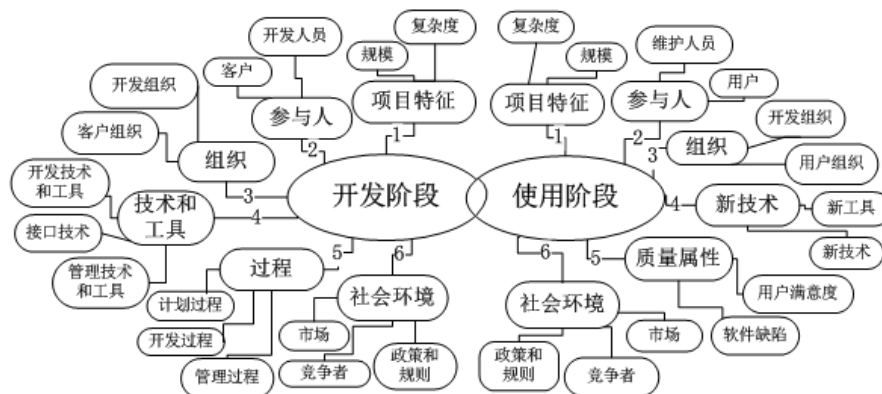 开发人员
复杂度
复杂度
维护人员
规模
规模
客户
用户
开发组织
项目特征
项目特征
参与人
参与人
开发组织
客户组织
1
1
2
2
组织
组织
3
用户组织
开发技术
和工具
3
开发阶段
使用阶段
技术和
工具
4
4
新技术
新工具
接口技术
新技术
5
6
6
5
质量属性
过程
管理技术
和工具
计划过程
社会环境
社会环境
用户满意度
开发过程
市场
市场
软件缺陷
管理过程
竞争者
政策和
规则
政策和
规则
竞争者